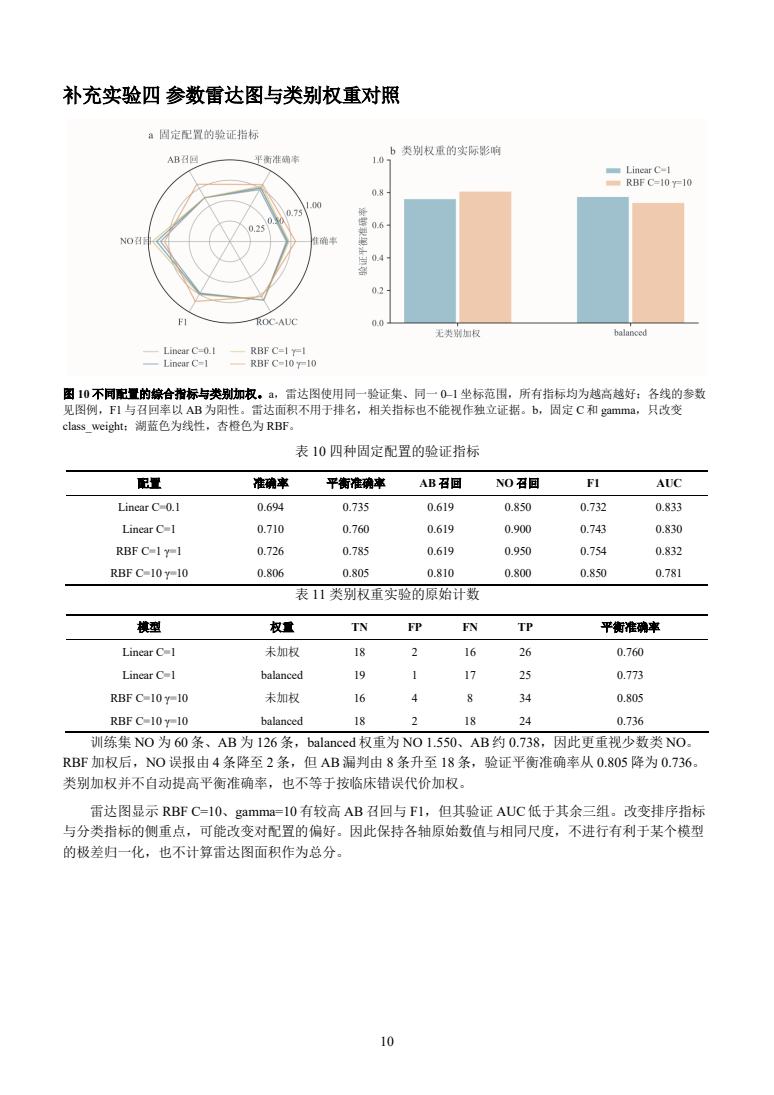 补充实验四 参数雷达图与类别权重对照
a 固定配置的验证指标
AB召回
平衡准确率
1.00
0.75
0.50
0.25
NO召回
准确率
F1
ROC-AUC
Linear C=0.1
RBF C=1 γ=1
Linear C=1
RBF C=10 γ=10
b 类别权重的实际影响
1.0
0.8
0.6
0.4
0.2
0.0
验证平衡准确率
Linear C=1
RBF C=10 γ=10
无类别加权
balanced
图 10 不同配置的综合指标与类别加权。a，雷达图使用同一验证集、同一 0–1 坐标范围，所有指标均为越高越好；各线的参数
见图例，F1 与召回率以 AB 为阳性。雷达面积不用于排名，相关指标也不能视作独立证据。b，固定 C 和 gamma，只改变
class_weight；湖蓝色为线性，杏橙色为 RBF。
表 10 四种固定配置的验证指标
配置 准确率 平衡准确率 AB 召回 NO 召回 F1 AUC
Linear C=0.1 0.694 0.735 0.619 0.850 0.732 0.833
Linear C=1 0.710 0.760 0.619 0.900 0.743 0.830
RBF C=1 γ=1 0.726 0.785 0.619 0.950 0.754 0.832
RBF C=10 γ=10 0.806 0.805 0.810 0.800 0.850 0.781
表 11 类别权重实验的原始计数
模型 权重 TN FP FN TP 平衡准确率
Linear C=1 未加权 18 2 16 26 0.760
Linear C=1 balanced 19 1 17 25 0.773
RBF C=10 γ=10 未加权 16 4 8 34 0.805
RBF C=10 γ=10 balanced 18 2 18 24 0.736
训练集 NO 为 60 条、AB 为 126 条，balanced 权重为 NO 1.550、AB 约 0.738，因此更重视少数类 NO。
RBF 加权后，NO 误报由 4 条降至 2 条，但 AB 漏判由 8 条升至 18 条，验证平衡准确率从 0.805 降为 0.736。
类别加权并不自动提高平衡准确率，也不等于按临床错误代价加权。
雷达图显示 RBF C=10、gamma=10 有较高 AB 召回与 F1，但其验证 AUC 低于其余三组。改变排序指标
与分类指标的侧重点，可能改变对配置的偏好。因此保持各轴原始数值与相同尺度，不进行有利于某个模型
的极差归一化，也不计算雷达图面积作为总分。
10